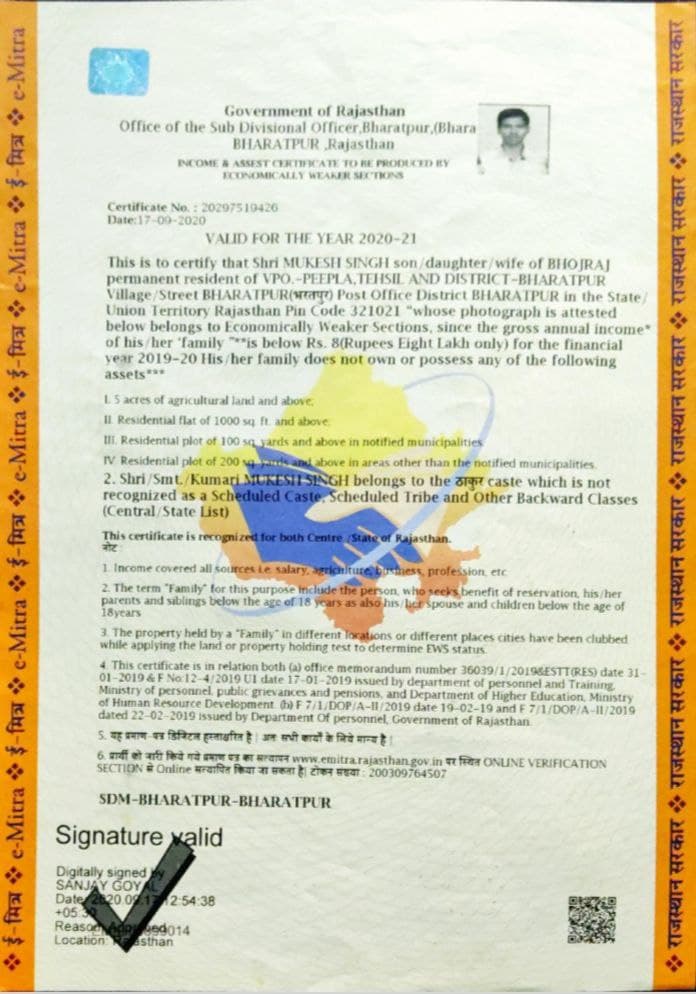 Government of Rajasthan
Office of the Sub Divisional Officer,Bharatpur,(Bhara
BHARATPUR ,Rajasthan
INCOME & ASSEST CERTIFICATE TO BE PRODUCED BY
ECONOMICALLY WEAKER SECTIONS
Certificate No. : 20297519426
Date:17-09-2020
VALID FOR THE YEAR 2020-21
This is to certify that Shri MUKESH SINGH son/daughter/wife of BHOJRAJ
permanent resident of VPO.-PEEPLA,TEHSIL AND DISTRICT-BHARATPUR
Village/Street BHARATPUR(भरतपुर) Post Office District BHARATPUR in the State/
Union Territory Rajasthan Pin Code 321021 "whose photograph is attested
below belongs to Economically Weaker Sections, since the gross annual income*
of his/her 'family "**is below Rs. 8(Rupees Eight Lakh only) for the financial
year 2019-20 His/her family does not own or possess any of the following
assets***
I. 5 acres of agricultural land and above;
II. Residential flat of 1000 sq. ft. and above;
III. Residential plot of 100 sq. yards and above in notified municipalities.
IV. Residential plot of 200 sq. yards and above in areas other than the notified municipalities.
2. Shri/Smt./Kumari MUKESH SINGH belongs to the ठाकुर caste which is not
recognized as a Scheduled Caste, Scheduled Tribe and Other Backward Classes
(Central/State List)
This certificate is recognized for both Centre /State of Rajasthan.
नोट :
1. Income covered all sources i.e. salary, agriculture, business, profession, etc
2. The term "Family" for this purpose include the person, who seeks benefit of reservation, his/her
parents and siblings below the age of 18 years as also his/her spouse and children below the age of
18years
3. The property held by a "Family" in different locations or different places cities have been clubbed
while applying the land or property holding test to determine EWS status.
4. This certificate is in relation both (a) office memorandum number 36039/1/2019&ESTT(RES) date 31-
01-2019 & F No:12-4/2019 U1 date 17-01-2019 issued by department of personnel and Training,
Ministry of personnel, public grievances and pensions, and Department of Higher Education, Ministry
of Human Resource Development. (b) F 7/1/DOP/A-II/2019 date 19-02-19 and F 7/1/DOP/A-II/2019
dated 22-02-2019 issued by Department Of personnel, Government of Rajasthan.
5. यह प्रमाण-पत्र डिजिटल हस्ताक्षरित है | अतः सभी कार्यों के लिये मान्य है |
6. प्रार्थी को जारी किये गये प्रमाण पत्र का सत्यापन www.emitra.rajasthan.gov.in पर स्थित ONLINE VERIFICATION
SECTION से Online सत्यापित किया जा सकता है| टोकन संख्या : 200309764507
SDM-BHARATPUR-BHARATPUR
Signature valid
Digitally signed by
SANJAY GOYAL
Date: 2020.09.17 12:54:38
+05:30
Reason: Approved
Location: Rajasthan
ई-मित्र ❖ e-Mitra ❖ ई-मित्र ❖ e-Mitra ❖ ई-मित्र ❖ e-Mitra ❖ ई-मित्र ❖ e-Mitra ❖ ई-मित्र ❖ e-Mitra ❖ ई-मित्र ❖ e-Mitra
राजस्थान सरकार ❖ राजस्थान सरकार ❖ राजस्थान सरकार ❖ राजस्थान सरकार ❖ राजस्थान सरकार ❖ राजस्थान सरकार ❖ राजस्थान सरकार